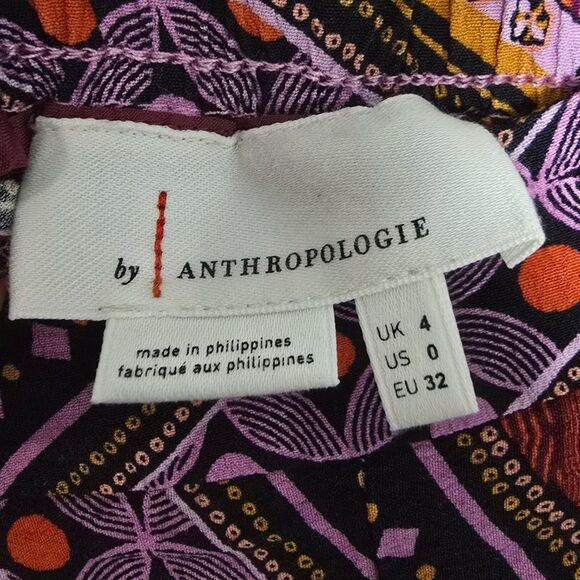 by ANTHROPOLOGIE
made in philippines
fabriqué aux philippines
UK 4
US 0
EU 32